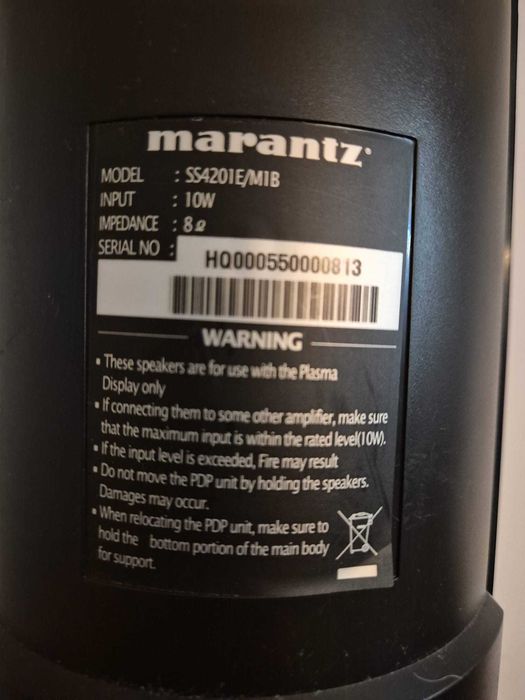 marantz
MODEL : SS4201E/M1B
INPUT : 10W
IMPEDANCE : 8Ω
SERIAL NO :
HQ000550000813
WARNING
• These speakers are for use with the Plasma
Display only
• If connecting them to some other amplifier, make sure
that the maximum input is within the rated level(10W).
• If the input level is exceeded, Fire may result
• Do not move the PDP unit by holding the speakers.
Damages may occur.
• When relocating the PDP unit, make sure to
hold the bottom portion of the main body
for support.